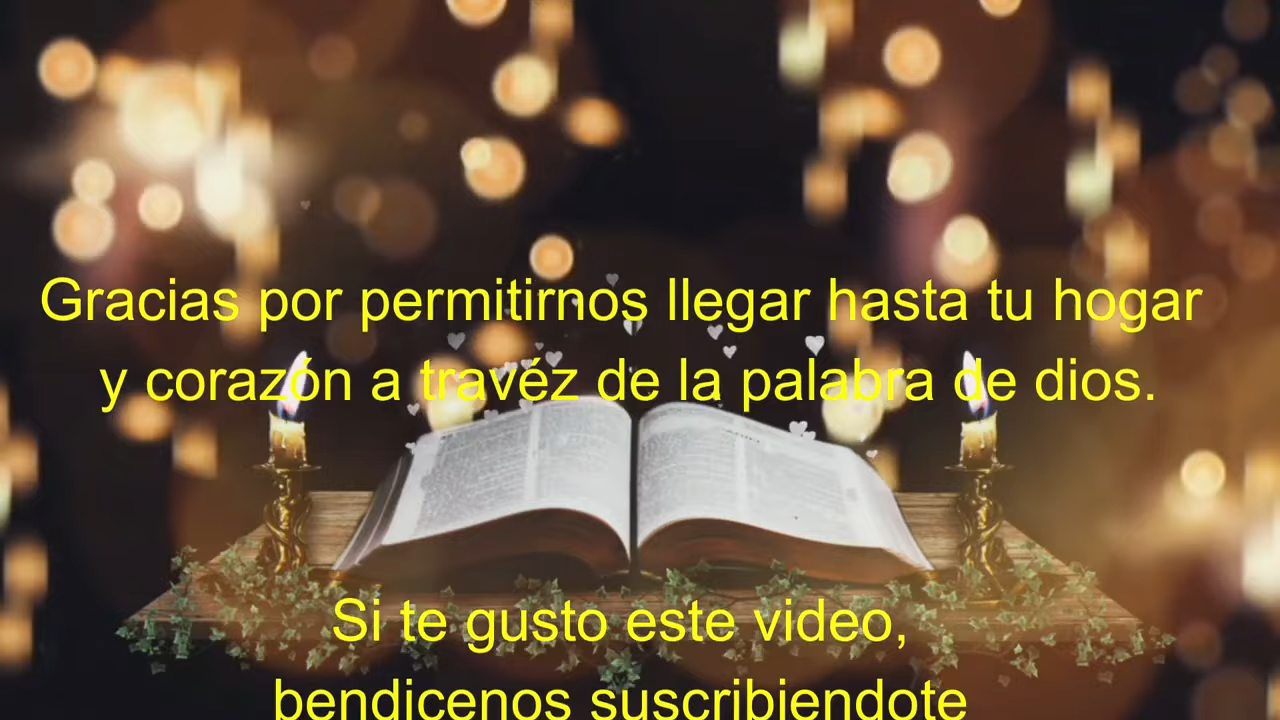 Gracias por permitirnos llegar hasta tu hogar
y corazón a travéz de la palabra de dios.
Si te gusto este video,
bendicenos suscribiendote